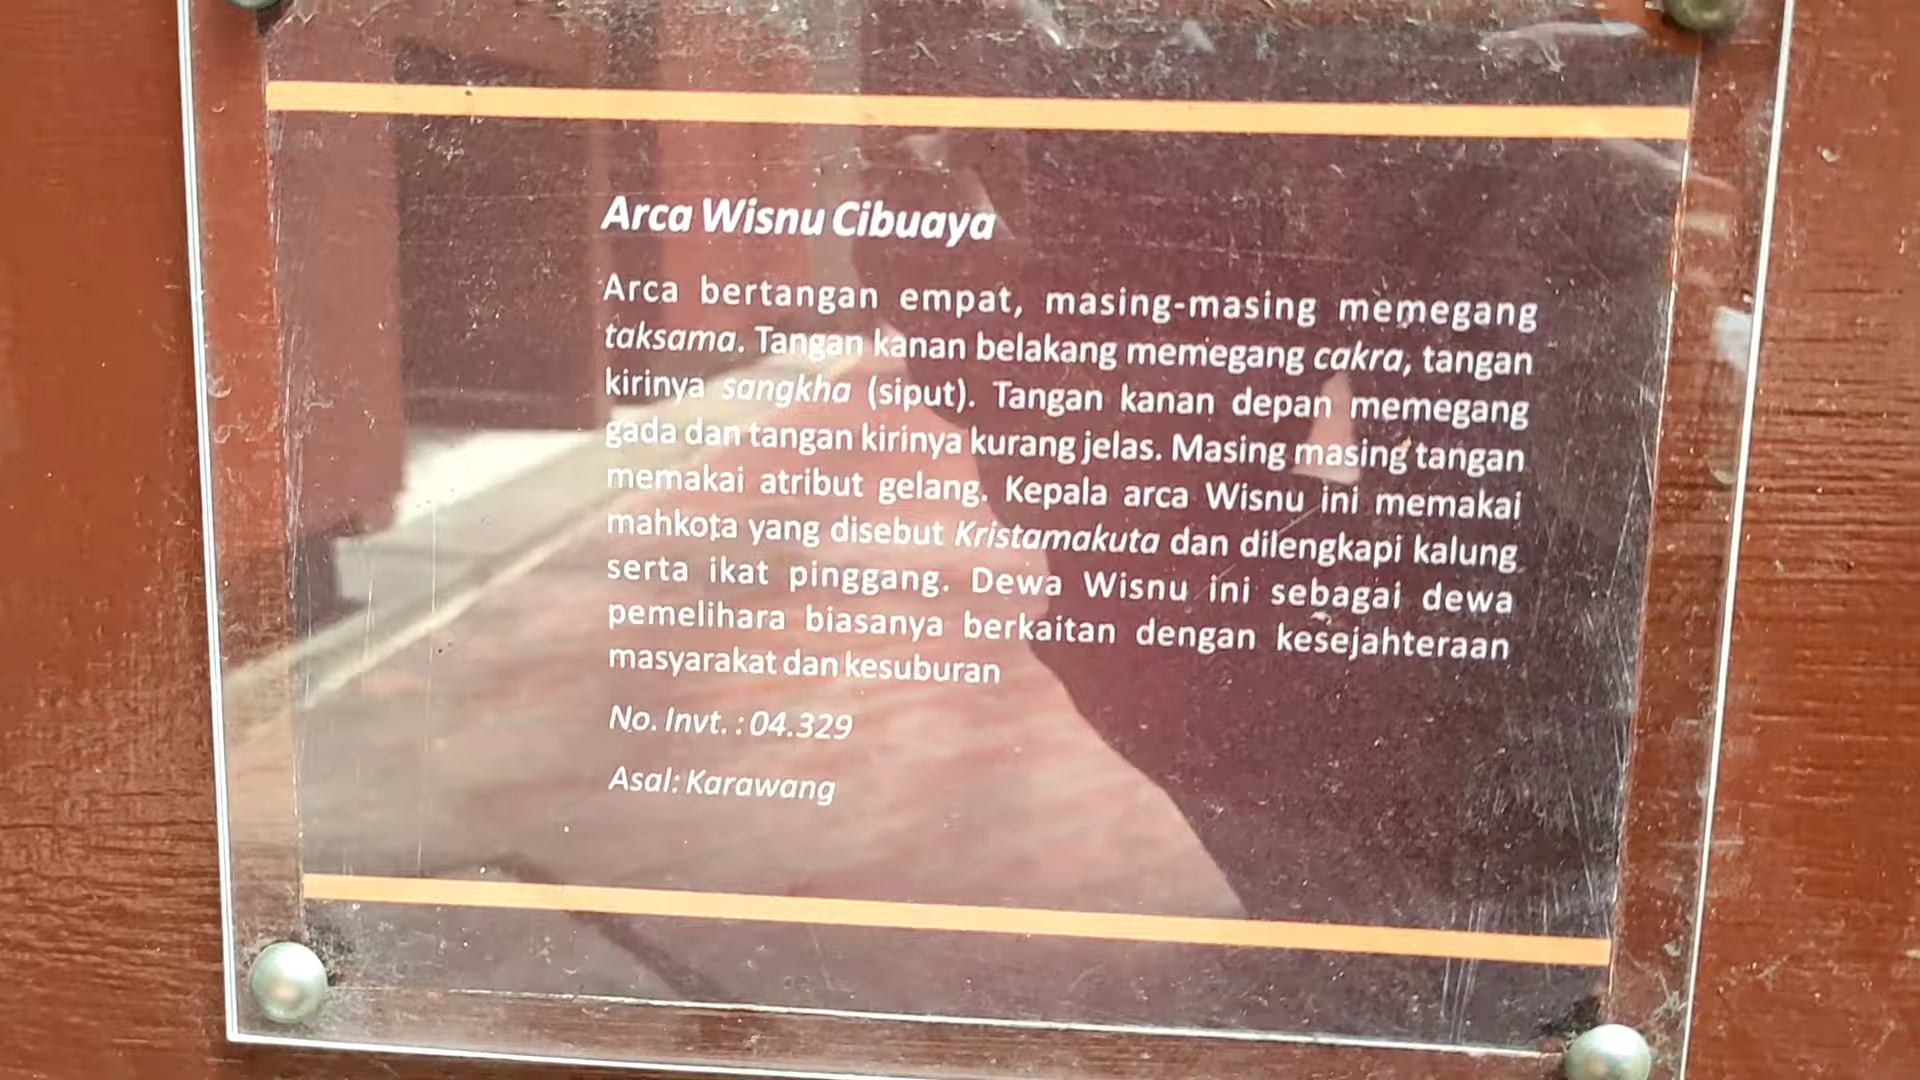 Arca Wisnu Cibuaya
Arca bertangan empat, masing-masing memegang
taksama. Tangan kanan belakang memegang cakra, tangan
kirinya sangkha (siput). Tangan kanan depan memegang
gada dan tangan kirinya kurang jelas. Masing masing tangan
memakai atribut gelang. Kepala arca Wisnu ini memakai
mahkota yang disebut Kristamakuta dan dilengkapi kalung
serta ikat pinggang. Dewa Wisnu ini sebagai dewa
pemelihara biasanya berkaitan dengan kesejahteraan
masyarakat dan kesuburan
No. Invt. : 04.329
Asal: Karawang